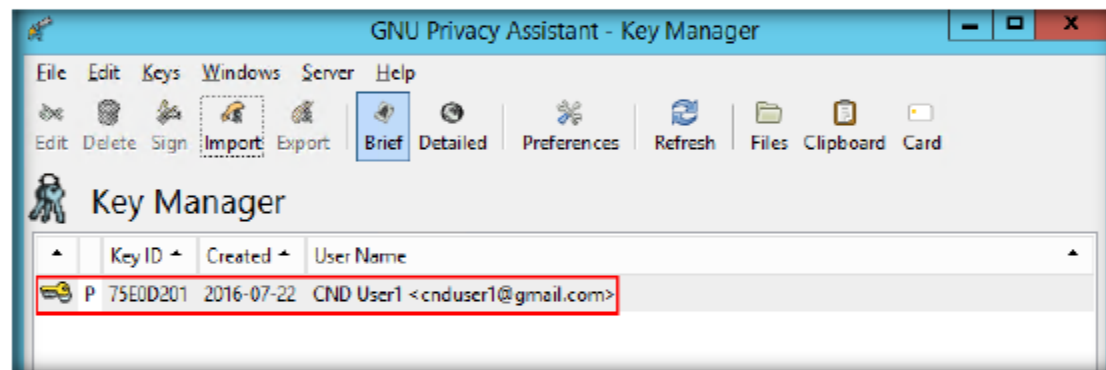 GNU Privacy Assistant - Key Manager
File Edit Keys Windows Server Help
Edit Delete Sign Import Export Brief Detailed Preferences Refresh Files Clipboard Card
Key Manager
Key ID Created User Name
P 75E0D201 2016-07-22 CND User1 <cnduser1@gmail.com>